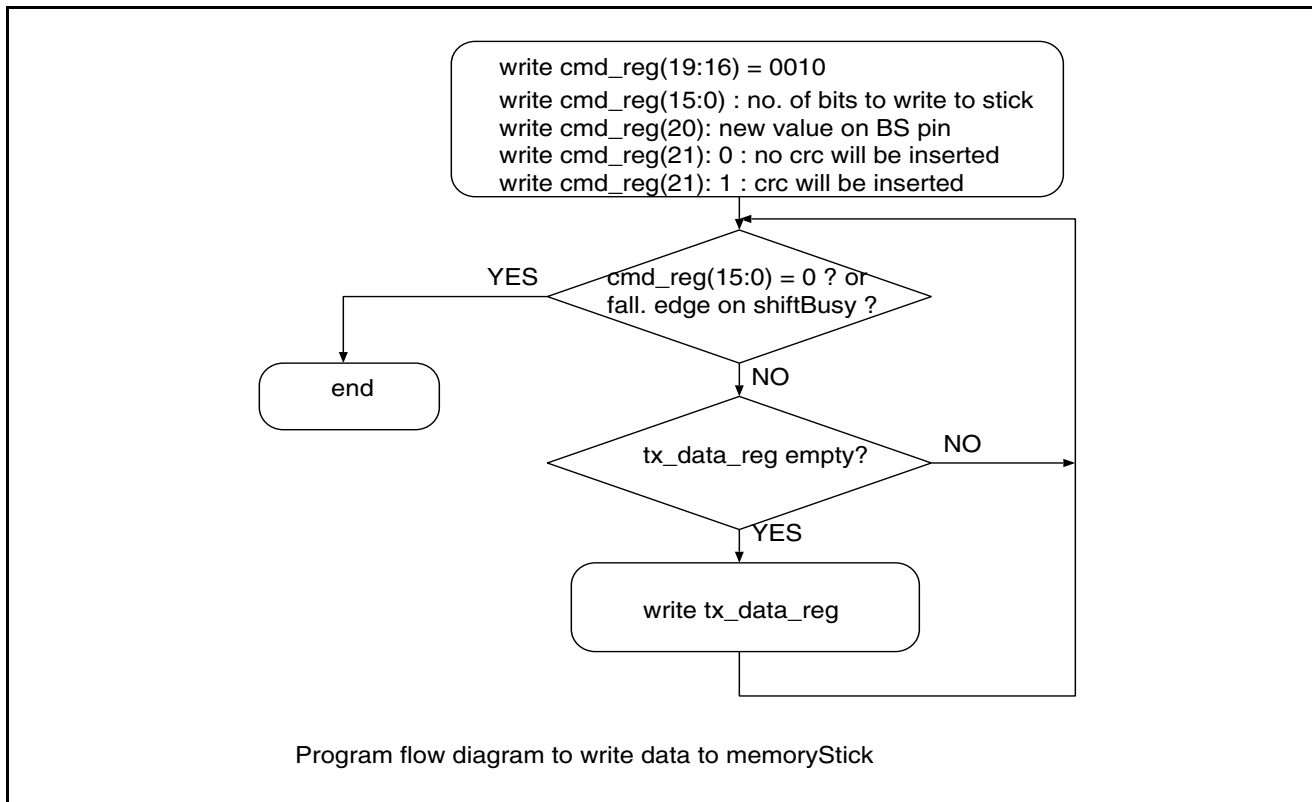 write cmd_reg(19:16) = 0010
write cmd_reg(15:0) : no. of bits to write to stick
write cmd_reg(20): new value on BS pin
write cmd_reg(21): 0 : no crc will be inserted
write cmd_reg(21): 1 : crc will be inserted
YES
cmd_reg(15:0) = 0 ? or
fall. edge on shiftBusy ?
end
NO
tx_data_reg empty?
NO
YES
write tx_data_reg
Program flow diagram to write data to memoryStick